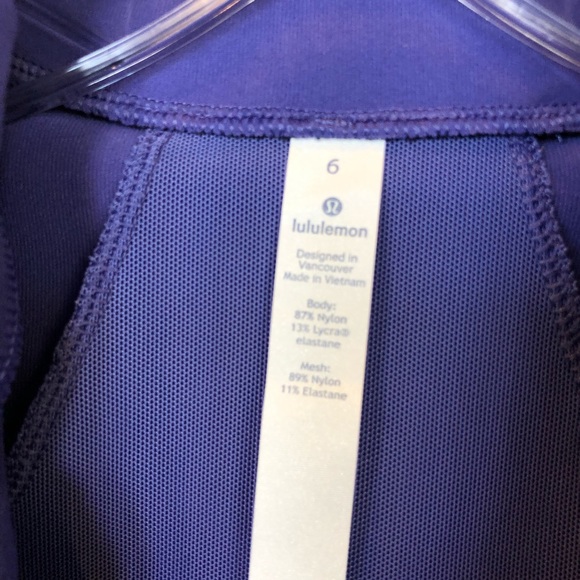 6
lululemon
Designed in
Vancouver
Made in Vietnam
Body:
87% Nylon
13% Lycra®
elastane
Mesh:
89% Nylon
11% Elastane